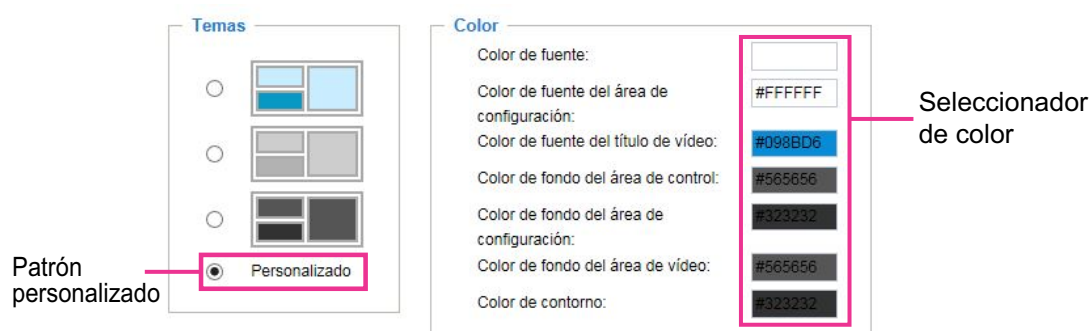 Temas
Color
Color de fuente:
Color de fuente del área de
configuración:
#FFFFFF
Color de fuente del título de vídeo:
#098BD6
Color de fondo del área de control:
#565656
Color de fondo del área de
configuración:
#323232
Color de fondo del área de vídeo:
#565656
Color de contorno:
#323232
Seleccionador
de color
Patrón
personalizado
Personalizado